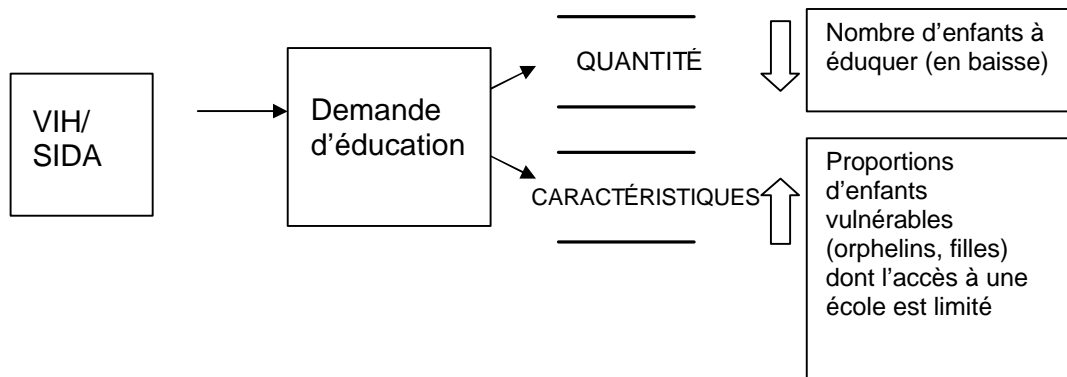 VIH/
SIDA
Demande
d’éducation
QUANTITÉ
Nombre d’enfants à
éduquer (en baisse)
CARACTÉRISTIQUES
Proportions
d’enfants
vulnérables
(orphelins, filles)
dont l’accès à une
école est limité